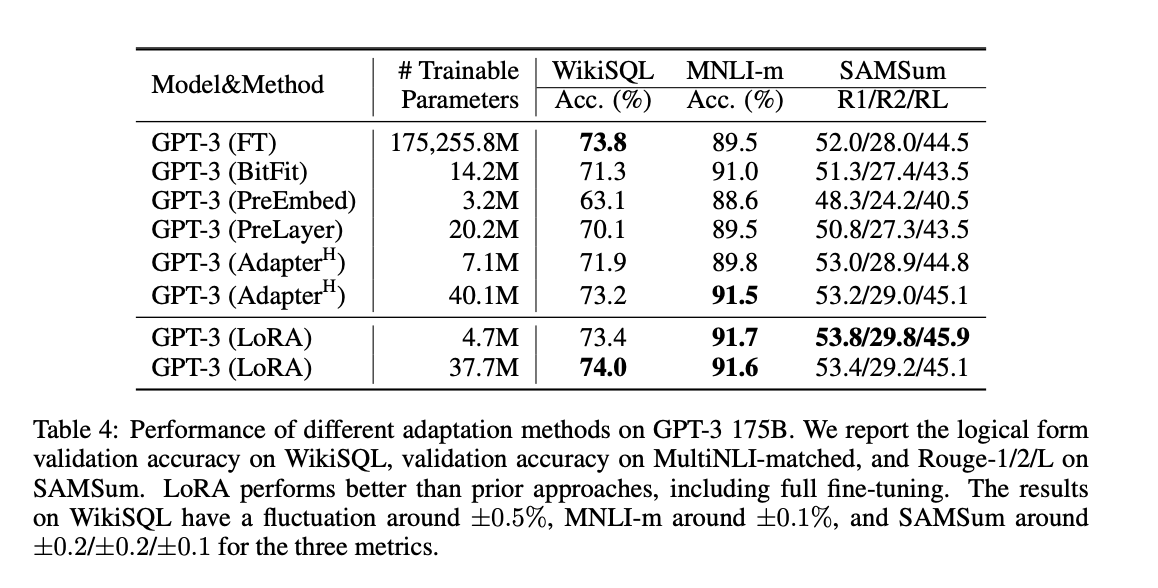 Model&Method # Trainable Parameters WikiSQL MNLI-m SAMSum
Acc. (%) Acc. (%) R1/R2/RL
GPT-3 (FT) 175,255.8M 73.8 89.5 52.0/28.0/44.5
GPT-3 (BitFit) 14.2M 71.3 91.0 51.3/27.4/43.5
GPT-3 (PreEmbed) 3.2M 63.1 88.6 48.3/24.2/40.5
GPT-3 (PreLayer) 20.2M 70.1 89.5 50.8/27.3/43.5
GPT-3 (Adapterᴴ) 7.1M 71.9 89.8 53.0/28.9/44.8
GPT-3 (Adapterᴴ) 40.1M 73.2 91.5 53.2/29.0/45.1
GPT-3 (LoRA) 4.7M 73.4 91.7 53.8/29.8/45.9
GPT-3 (LoRA) 37.7M 74.0 91.6 53.4/29.2/45.1
Table 4: Performance of different adaptation methods on GPT-3 175B. We report the logical form
validation accuracy on WikiSQL, validation accuracy on MultiNLI-matched, and Rouge-1/2/L on
SAMSum. LoRA performs better than prior approaches, including full fine-tuning. The results
on WikiSQL have a fluctuation around ±0.5%, MNLI-m around ±0.1%, and SAMSum around
±0.2/±0.2/±0.1 for the three metrics.